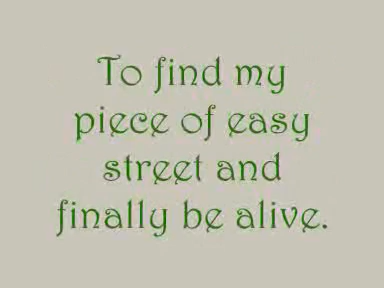 To find my
piece of easy
street and
finally be alive.